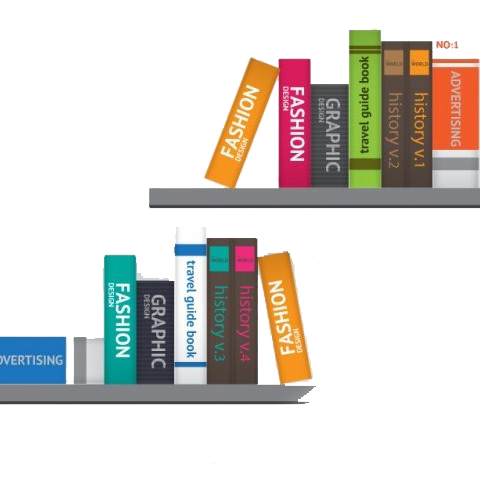 NO:1
FASHION
DESIGN
FASHION
DESIGN
GRAPHIC
DESIGN
travel guide book
WORLD
history v.2
WORLD
history v.1
ADVERTISING
DVERTISING
FASHION
DESIGN
GRAPHIC
DESIGN
travel guide book
WORLD
history v.3
WORLD
history v.4
FASHION
DESIGN